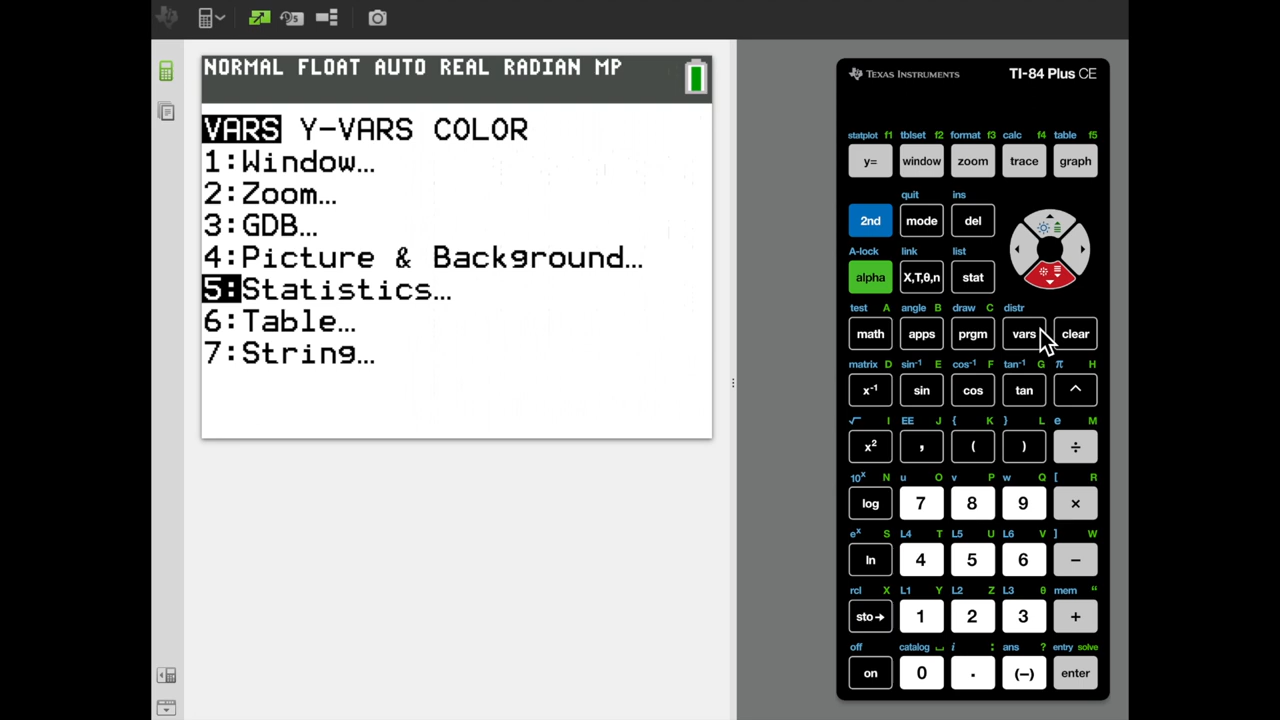 NORMAL FLOAT AUTO REAL RADIAN MP
VARS Y-VARS COLOR
1:Window…
2:Zoom…
3:GDB…
4:Picture & Background…
5:Statistics…
6:Table…
7:String…
TEXAS INSTRUMENTS TI-84 Plus CE
statplot f1 tblset f2 format f3 calc f4 table f5
y= window zoom trace graph
quit ins
2nd mode del
A-lock link list
alpha X,T,θ,n stat
test A angle B draw C distr
math apps prgm vars clear
matrix D sin⁻¹ E cos⁻¹ F tan⁻¹ G π H
x⁻¹ sin cos tan ^
√‾ I EE J { K } L e M
x² , ( ) ÷
10ˣ N u O v P w Q [ R
log 7 8 9 ×
eˣ S L4 T L5 U L6 V ] W
ln 4 5 6 −
rcl X L1 Y L2 Z L3 θ mem “
sto→ 1 2 3 +
off catalog ⎵ i : ans ? entry solve
on 0 . (−) enter